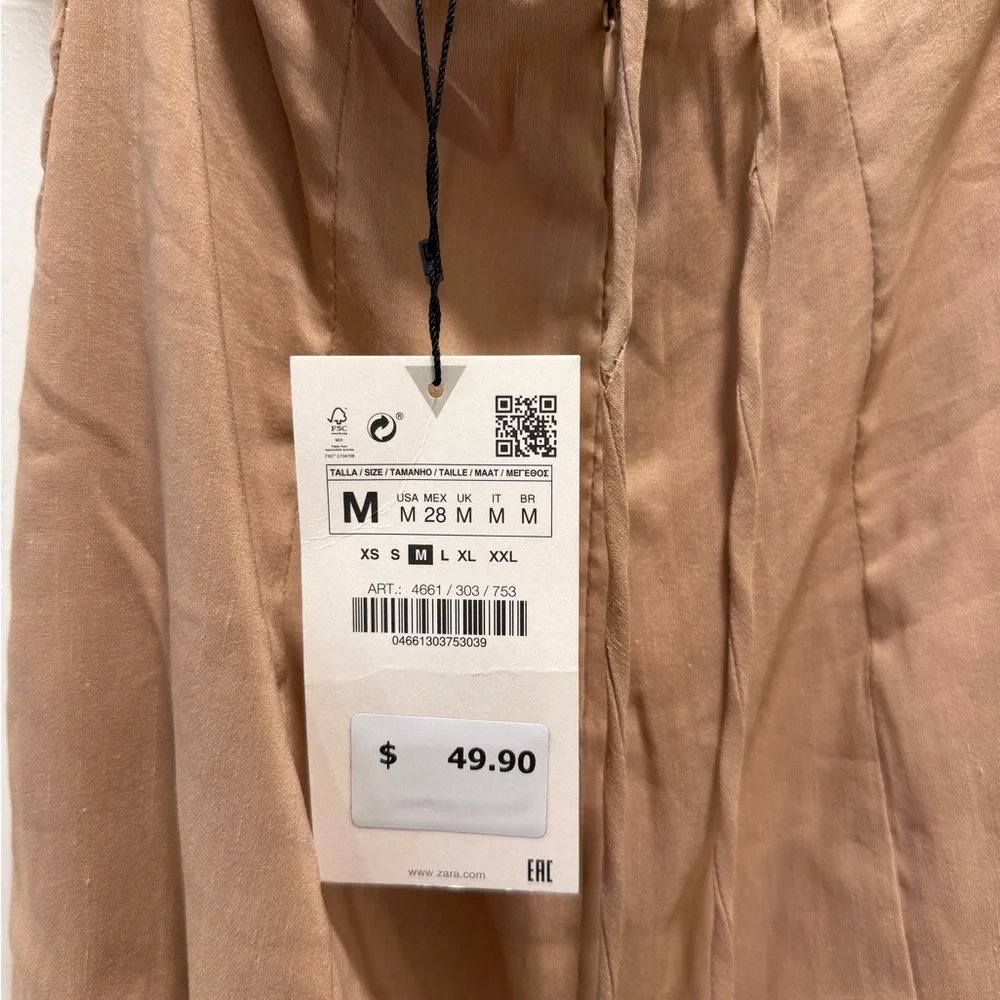 FSC
®
TALLA / SIZE / TAMANHO / TAILLE / MAAT / ΜΕΓΕΘΟΣ
M
USA MEX UK IT BR
M 28 M M M
XS S M L XL XXL
ART.: 4661 / 303 / 753
04661303753039
$ 49.90
www.zara.com
EAC